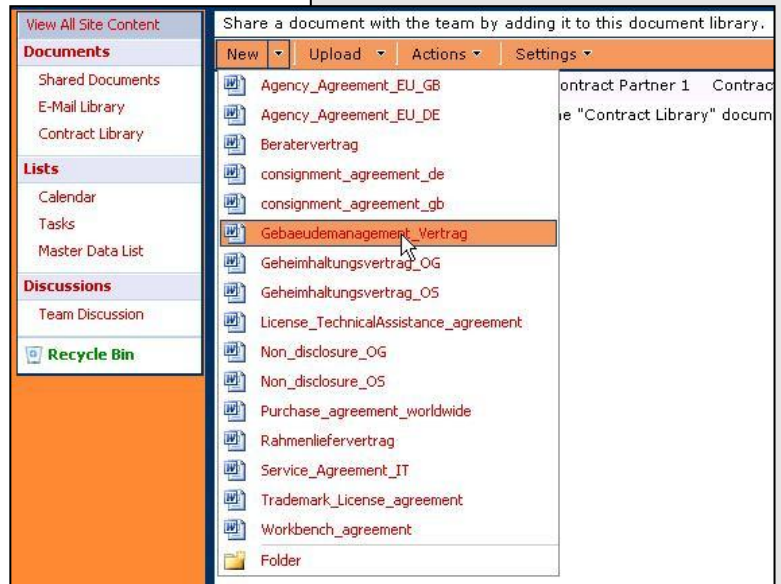 View All Site Content
Documents
Shared Documents
E-Mail Library
Contract Library
Lists
Calendar
Tasks
Master Data List
Discussions
Team Discussion
Recycle Bin
Share a document with the team by adding it to this document library.
New Upload Actions Settings
Agency_Agreement_EU_GB
Agency_Agreement_EU_DE
Beratervertrag
consignment_agreement_de
consignment_agreement_gb
Gebaeudemanagement_Vertrag
Geheimhaltungsvertrag_OG
Geheimhaltungsvertrag_OS
License_TechnicalAssistance_agreement
Non_disclosure_OG
Non_disclosure_OS
Purchase_agreement_worldwide
Rahmenliefervertrag
Service_Agreement_IT
Trademark_License_agreement
Workbench_agreement
Folder
ontract Partner 1 Contrac
"Contract Library" docum